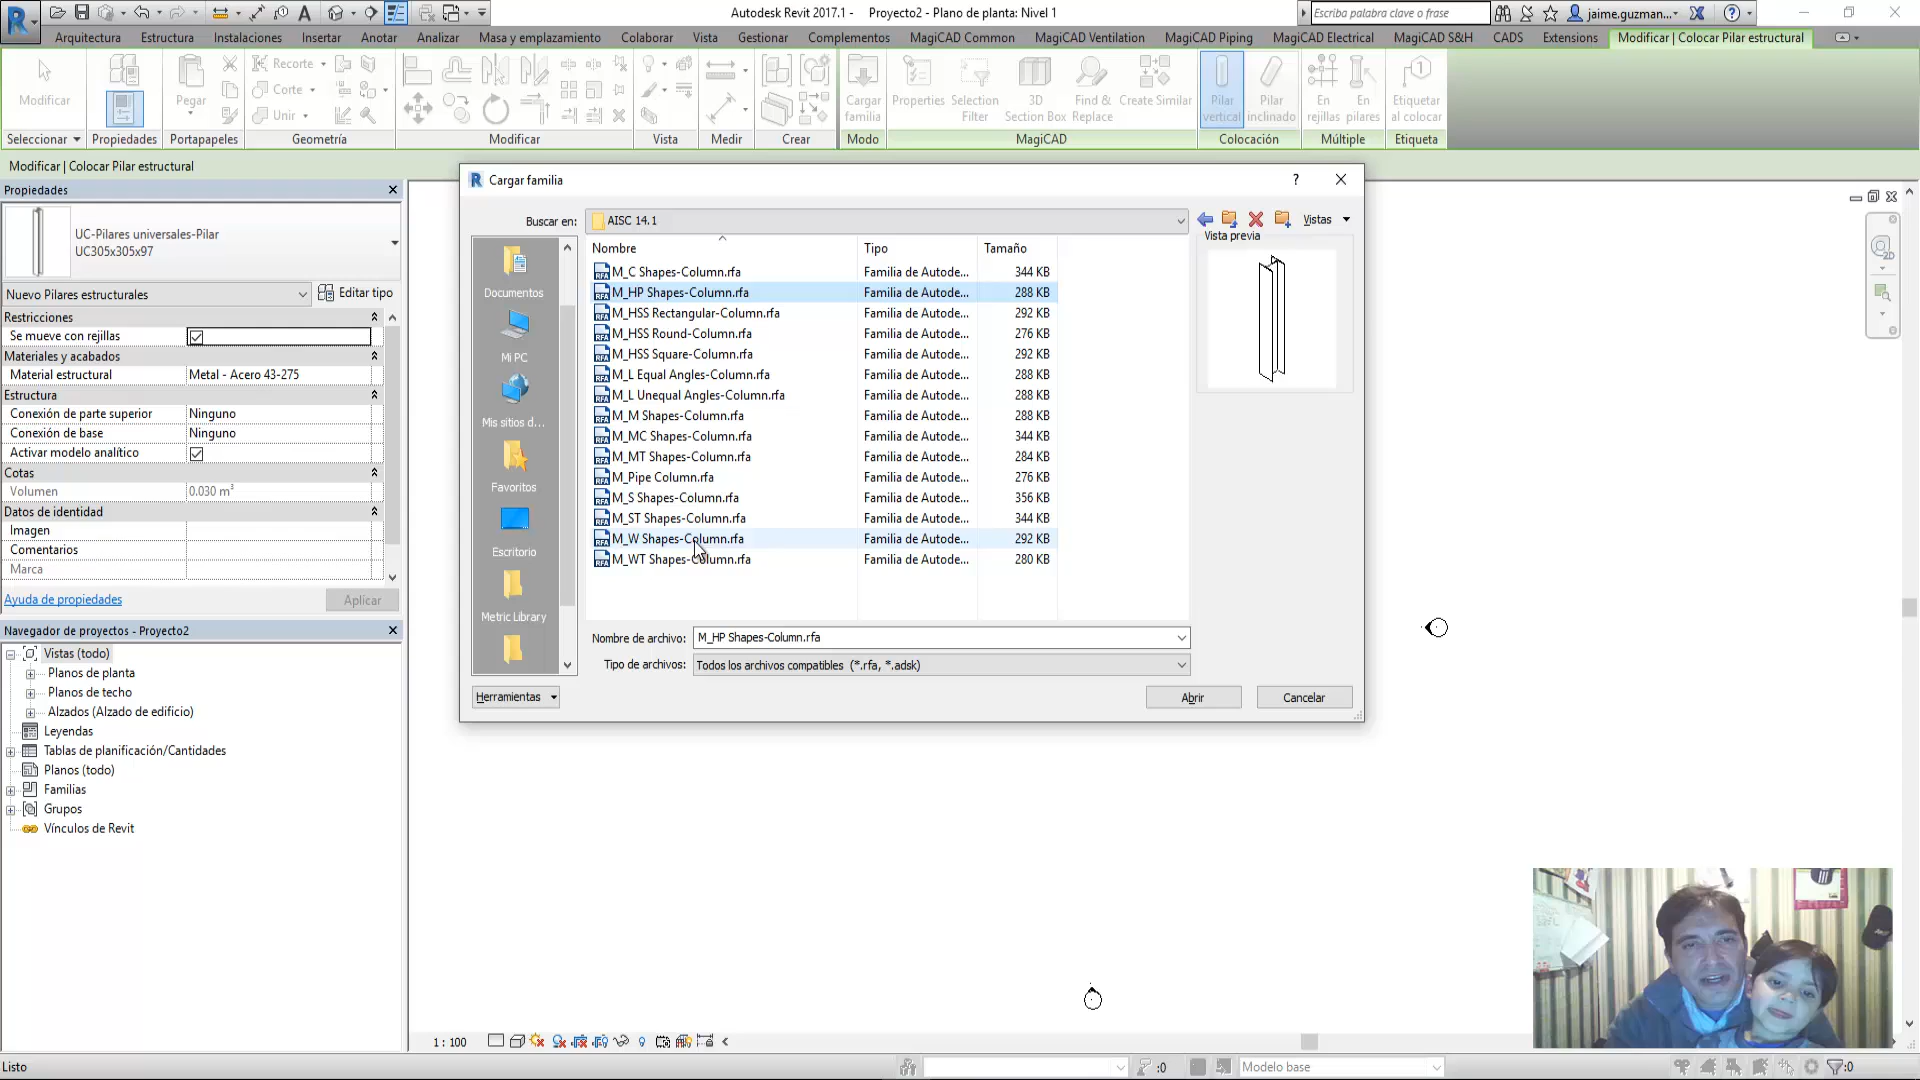 Autodesk Revit 2017.1 - Proyecto2 - Plano de planta: Nivel 1
Escriba palabra clave o frase
jaime.guzman...
Arquitectura Estructura Instalaciones Insertar Anotar Analizar Masa y emplazamiento Colaborar Vista Gestionar Complementos MagiCAD Common MagiCAD Ventilation MagiCAD Piping MagiCAD Electrical MagiCAD S&H CADS Extensions Modificar | Colocar Pilar estructural
Modificar
Pegar
Recorte
Corte
Unir
Cargar familia
Properties
Selection Filter
3D Section Box
Find & Replace
Create Similar
Pilar vertical
Pilar inclinado
En rejillas
En pilares
Etiquetar al colocar
Seleccionar Propiedades Portapapeles Geometría Modificar Vista Medir Crear Modo MagiCAD Colocación Múltiple Etiqueta
Modificar | Colocar Pilar estructural
Propiedades
UC-Pilares universales-Pilar
UC305x305x97
Nuevo Pilares estructurales
Editar tipo
Restricciones
Se mueve con rejillas
Materiales y acabados
Material estructural Metal - Acero 43-275
Estructura
Conexión de parte superior Ninguno
Conexión de base Ninguno
Activar modelo analítico
Cotas
Volumen 0.030 m³
Datos de identidad
Imagen
Comentarios
Marca
Ayuda de propiedades
Aplicar
Navegador de proyectos - Proyecto2
Vistas (todo)
Planos de planta
Planos de techo
Alzados (Alzado de edificio)
Leyendas
Tablas de planificación/Cantidades
Planos (todo)
Familias
Grupos
Vínculos de Revit
Cargar familia
Buscar en: AISC 14.1
Vistas
Vista previa
Documentos
Mi PC
Mis sitios d...
Favoritos
Escritorio
Metric Library
Nombre Tipo Tamaño
M_C Shapes-Column.rfa Familia de Autode... 344 KB
M_HP Shapes-Column.rfa Familia de Autode... 288 KB
M_HSS Rectangular-Column.rfa Familia de Autode... 292 KB
M_HSS Round-Column.rfa Familia de Autode... 276 KB
M_HSS Square-Column.rfa Familia de Autode... 292 KB
M_L Equal Angles-Column.rfa Familia de Autode... 288 KB
M_L Unequal Angles-Column.rfa Familia de Autode... 288 KB
M_M Shapes-Column.rfa Familia de Autode... 288 KB
M_MC Shapes-Column.rfa Familia de Autode... 344 KB
M_MT Shapes-Column.rfa Familia de Autode... 284 KB
M_Pipe Column.rfa Familia de Autode... 276 KB
M_S Shapes-Column.rfa Familia de Autode... 356 KB
M_ST Shapes-Column.rfa Familia de Autode... 344 KB
M_W Shapes-Column.rfa Familia de Autode... 292 KB
M_WT Shapes-Column.rfa Familia de Autode... 280 KB
Nombre de archivo: M_HP Shapes-Column.rfa
Tipo de archivos: Todos los archivos compatibles (*.rfa, *.adsk)
Herramientas
Abrir
Cancelar
2D
1 : 100
Listo
:0
Modelo base
:0